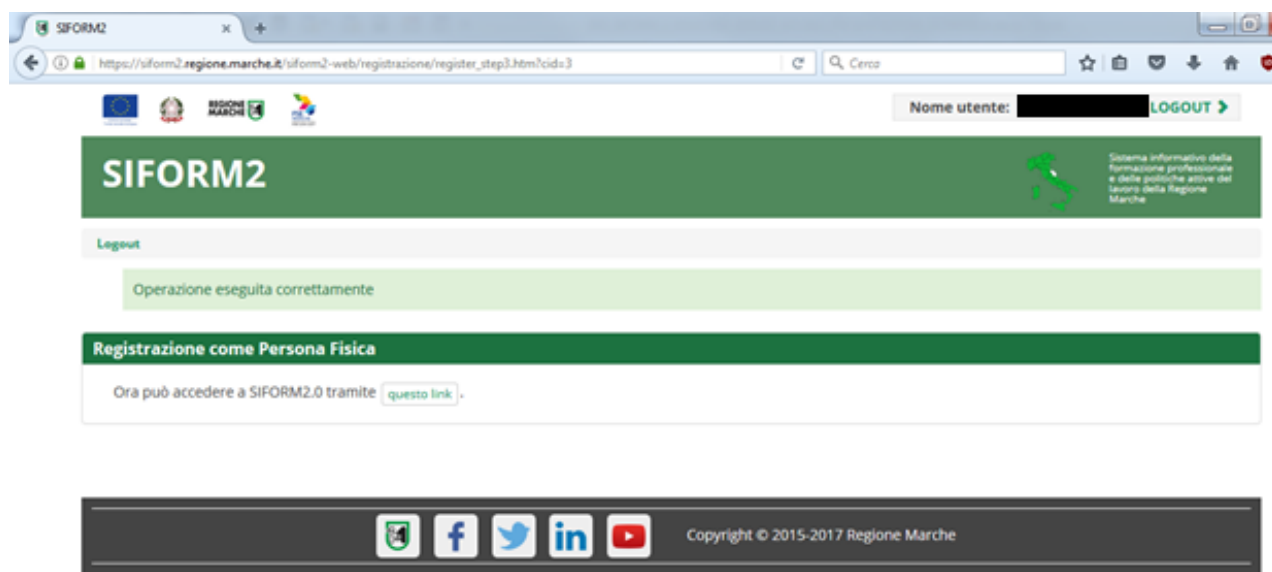 SIFORM2
https://siform2.regione.marche.it/siform2-web/registrazione/register_step3.htm?cid=3
Cerco
REGIONE
MARCHE
Nome utente:
LOGOUT
SIFORM2
Sistema informativo della
formazione professionale
e delle politiche attive del
lavoro della Regione
Marche
Logout
Operazione eseguita correttamente
Registrazione come Persona Fisica
Ora può accedere a SIFORM2.0 tramite questo link .
Copyright © 2015-2017 Regione Marche